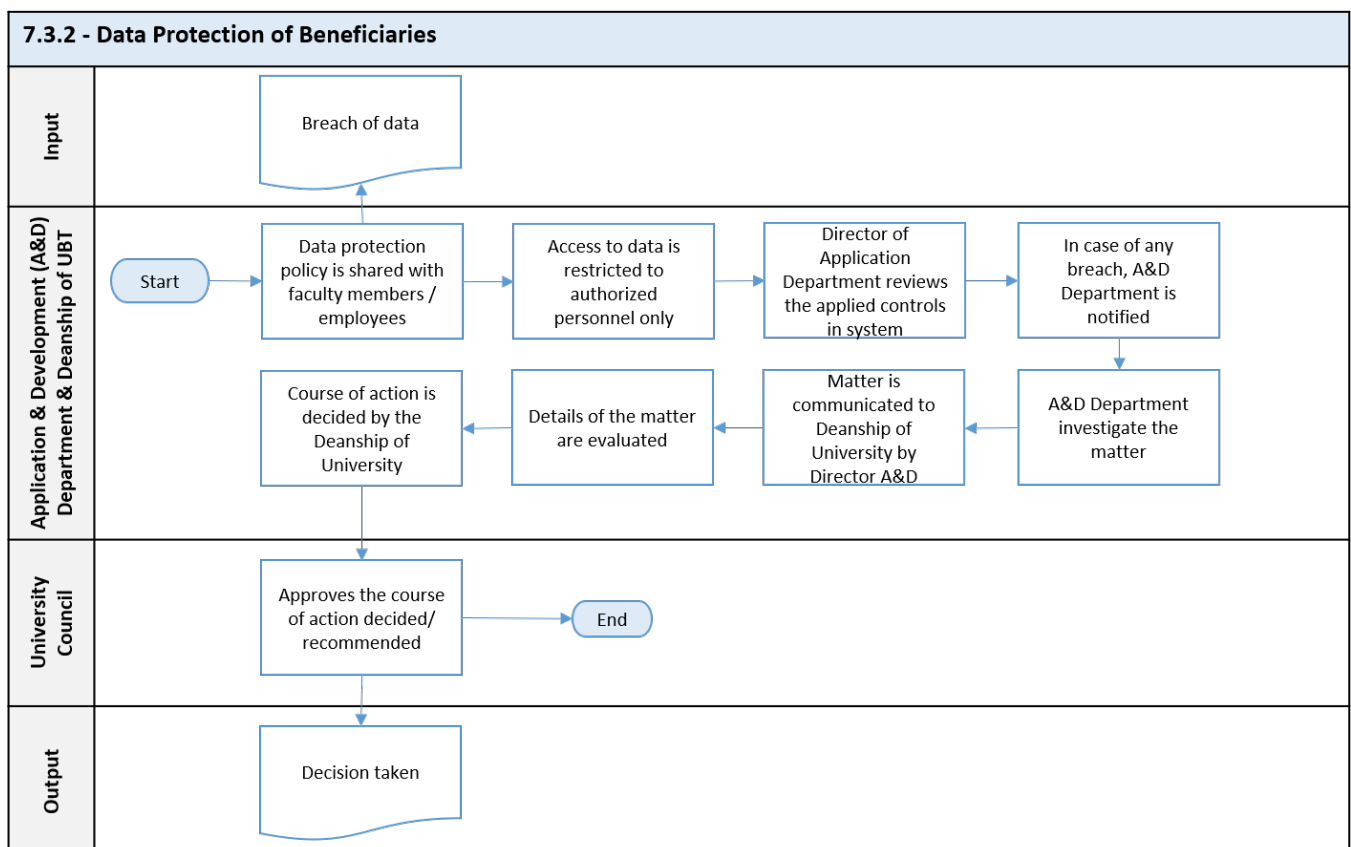 7.3.2 - Data Protection of Beneficiaries
Input
Breach of data
Application & Development (A&D)
Department & Deanship of UBT
Start
Data protection
policy is shared with
faculty members /
employees
Access to data is
restricted to
authorized
personnel only
Director of
Application
Department reviews
the applied controls
in system
In case of any
breach, A&D
Department is
notified
A&D Department
investigate the
matter
Matter is
communicated to
Deanship of
University by
Director A&D
Details of the matter
are evaluated
Course of action is
decided by the
Deanship of
University
University
Council
Approves the course
of action decided/
recommended
End
Output
Decision taken